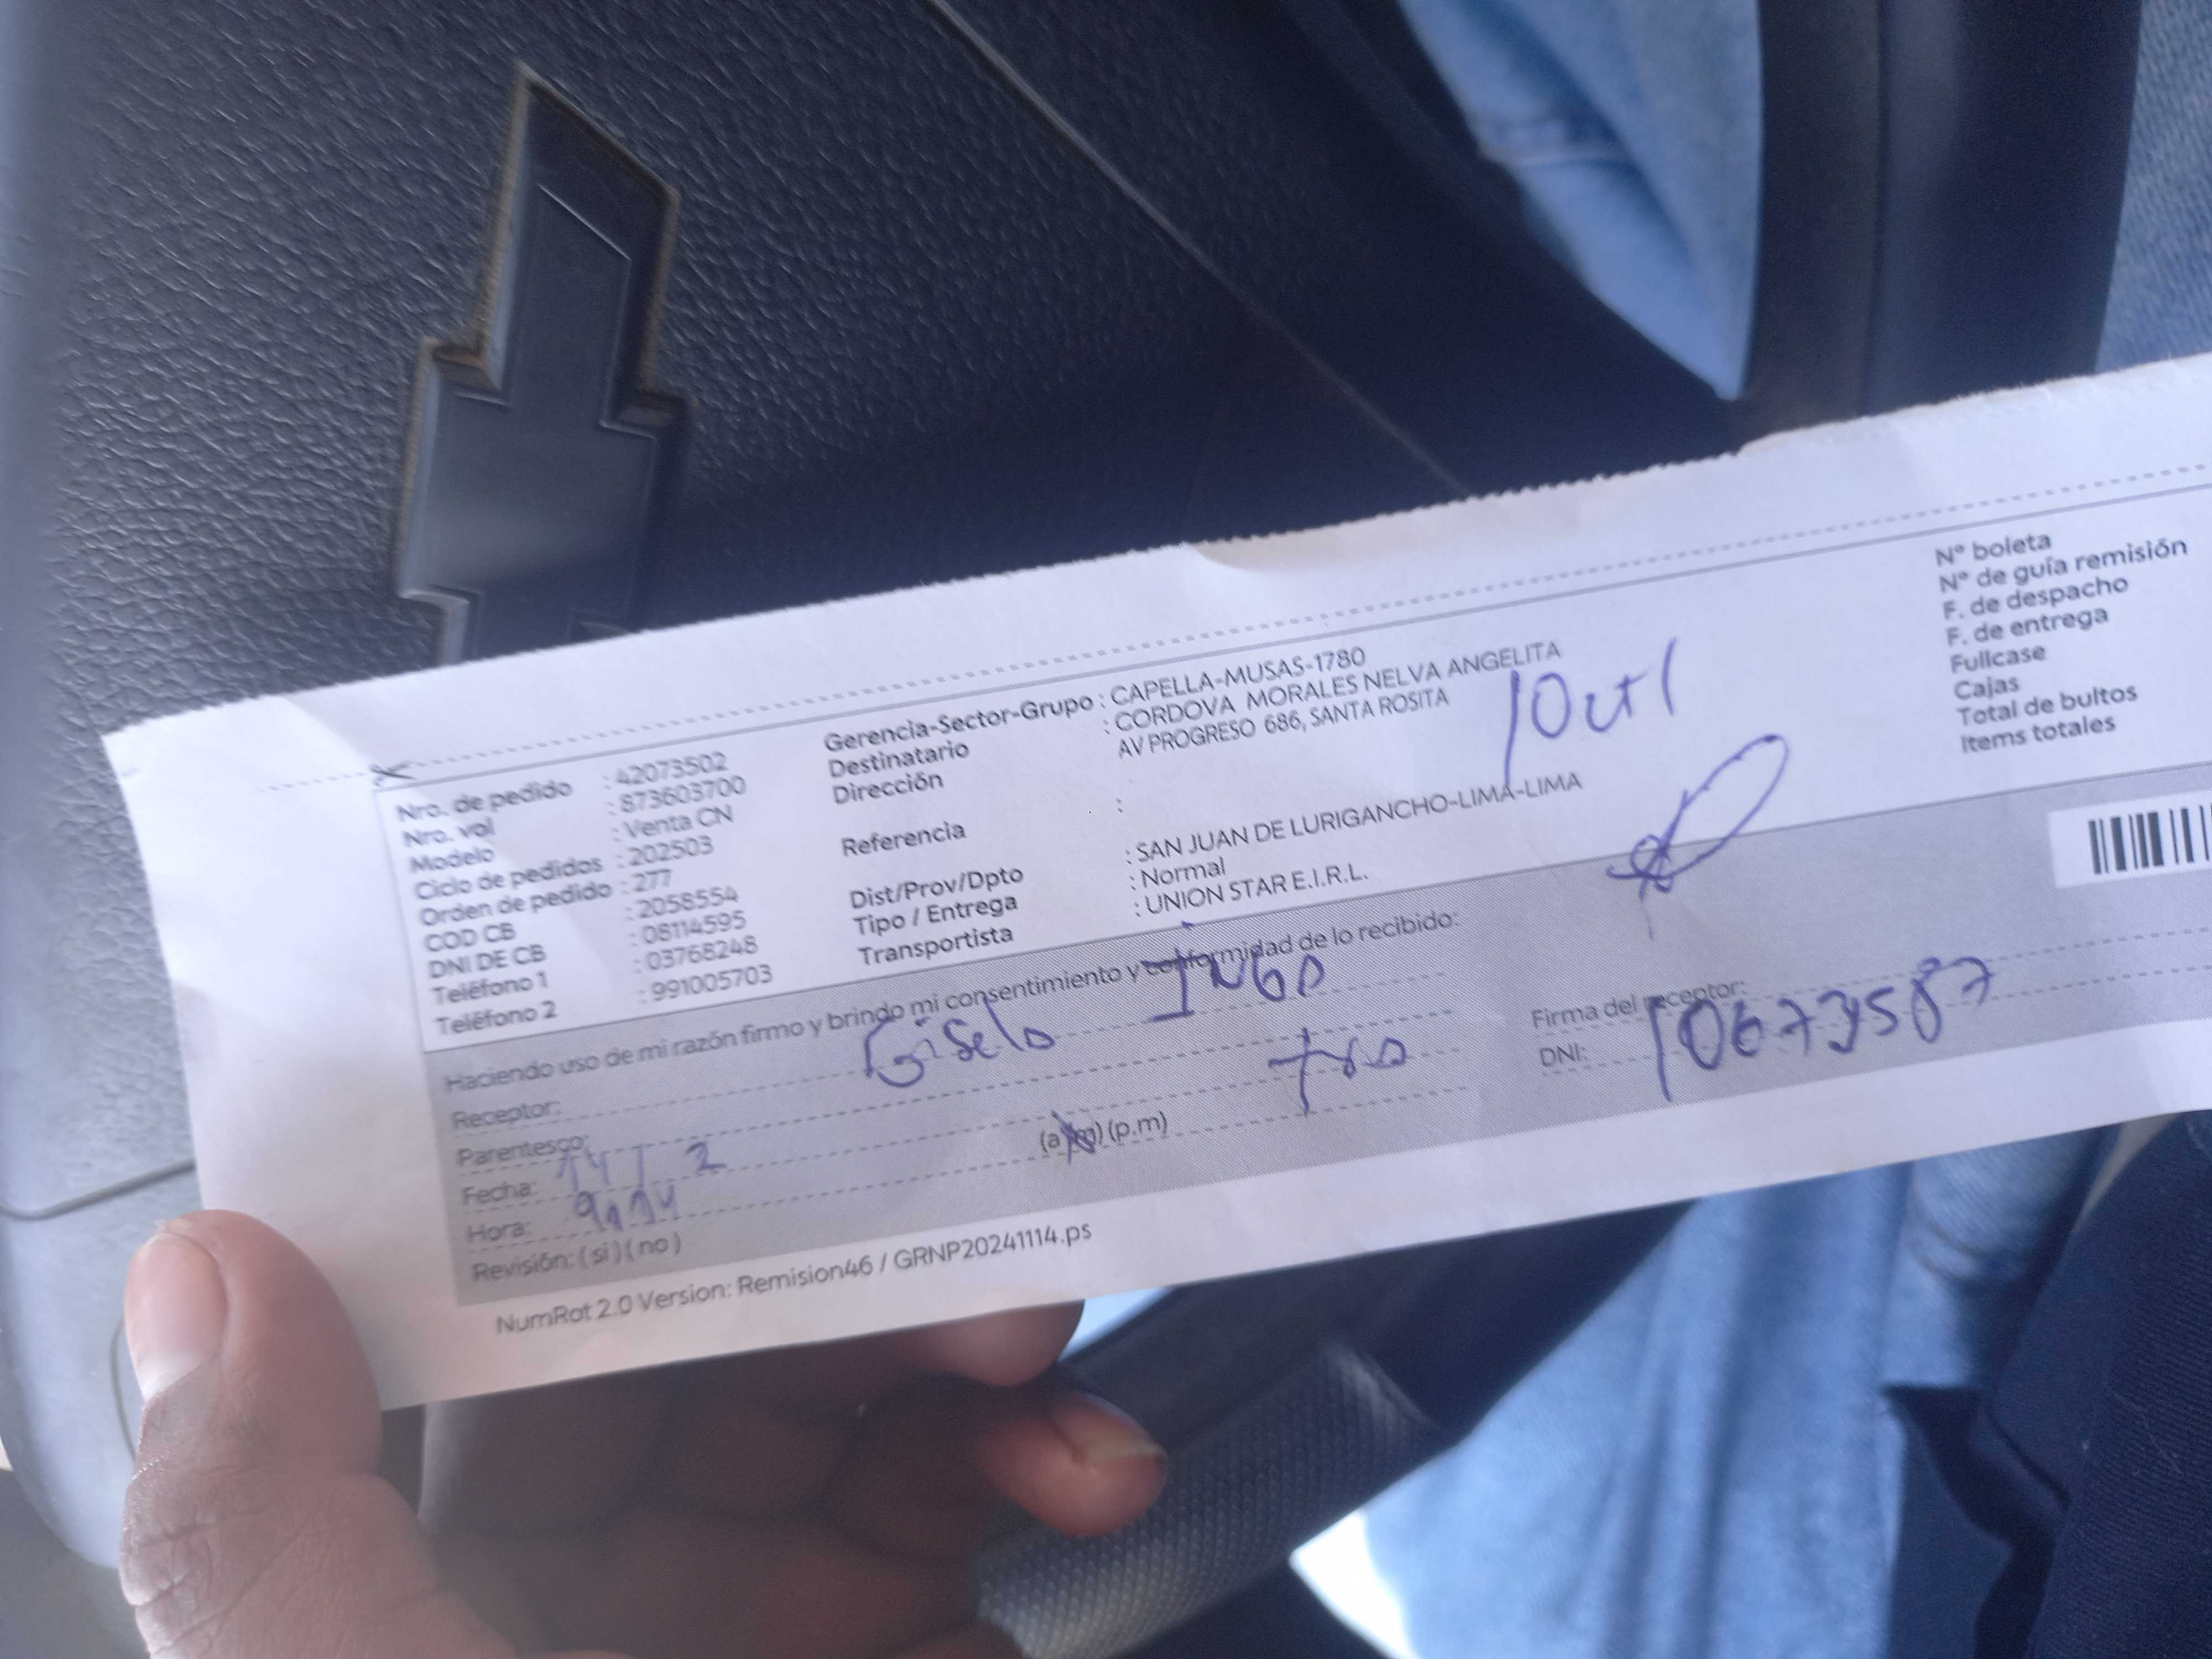 Nro. de pedido : 42073502
Nro. vol : 873603700
Modelo : Venta CN
Ciclo de pedidos : 202503
Orden de pedido : 277
COD CB : 2058554
DNI DE CB : 08114595
Teléfono 1 : 03768248
Teléfono 2 : 991005703
Gerencia-Sector-Grupo : CAPELLA-MUSAS-1780
Destinatario : CORDOVA MORALES NELVA ANGELITA
Dirección AV PROGRESO 686, SANTA ROSITA
Referencia :
Dist/Prov/Dpto : SAN JUAN DE LURIGANCHO-LIMA-LIMA
Tipo / Entrega : Normal
Transportista : UNION STAR E.I.R.L.
N° boleta
N° de guía remisión
F. de despacho
F. de entrega
Fullcase
Cajas
Total de bultos
Items totales
Haciendo uso de mi razón firmo y brindo mi consentimiento y conformidad de lo recibido:
Receptor: Gisela
Parentesco:
Fecha:
Hora: (a.m) (p.m)
Revisión: (si) (no)
Firma del receptor:
DNI:
NumRot 2.0 Version: Remision46 / GRNP20241114.ps